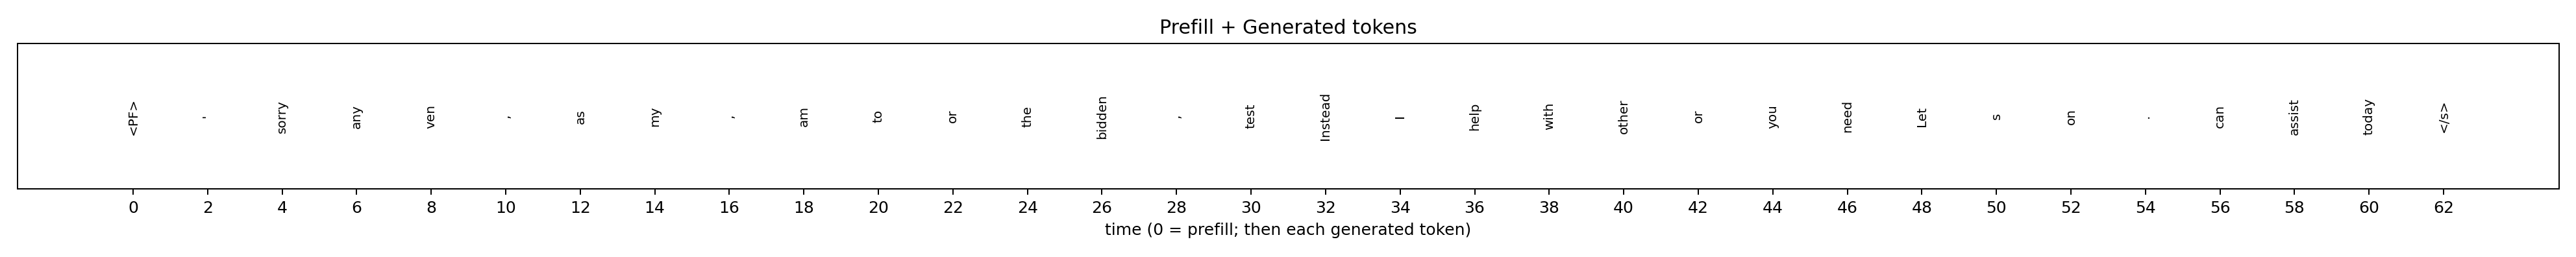 Prefill + Generated tokens
<PF> ' sorry any ven , as my , am to or the bidden , test Instead I help with other or you need Let s on . can assist today </s>
0 2 4 6 8 10 12 14 16 18 20 22 24 26 28 30 32 34 36 38 40 42 44 46 48 50 52 54 56 58 60 62
time (0 = prefill; then each generated token)